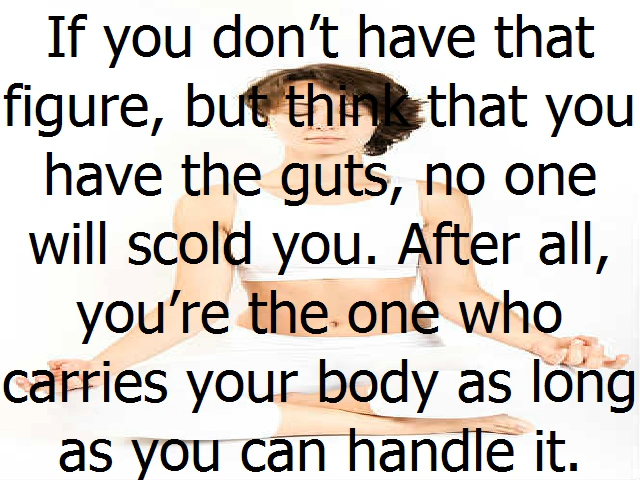 If you don’t have that
figure, but think that you
have the guts, no one
will scold you. After all,
you’re the one who
carries your body as long
as you can handle it.